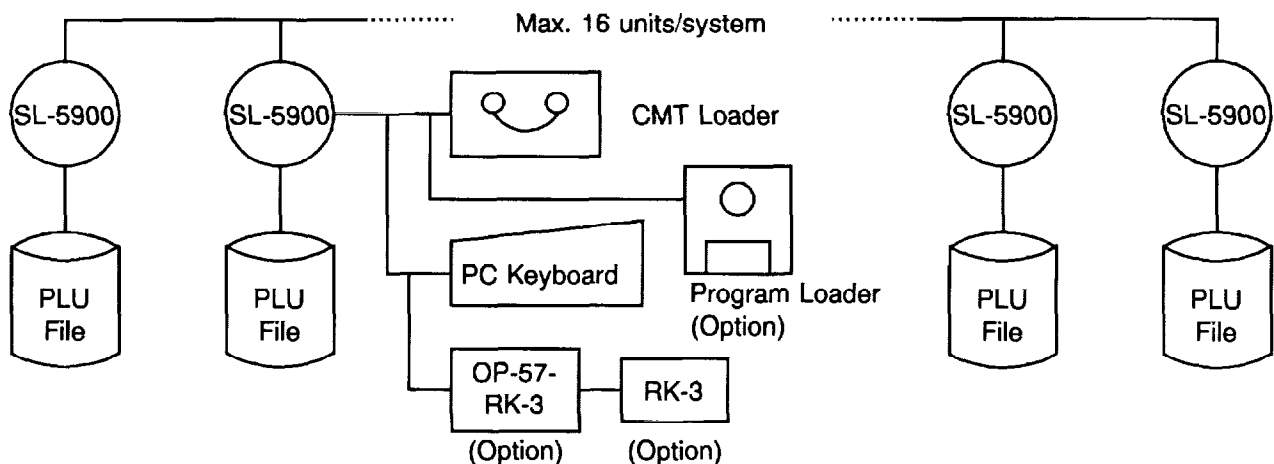 Max. 16 units/system
SL-5900
SL-5900
CMT Loader
SL-5900
SL-5900
PLU
File
PLU
File
PC Keyboard
Program Loader
(Option)
PLU
File
PLU
File
OP-57-
RK-3
(Option)
RK-3
(Option)